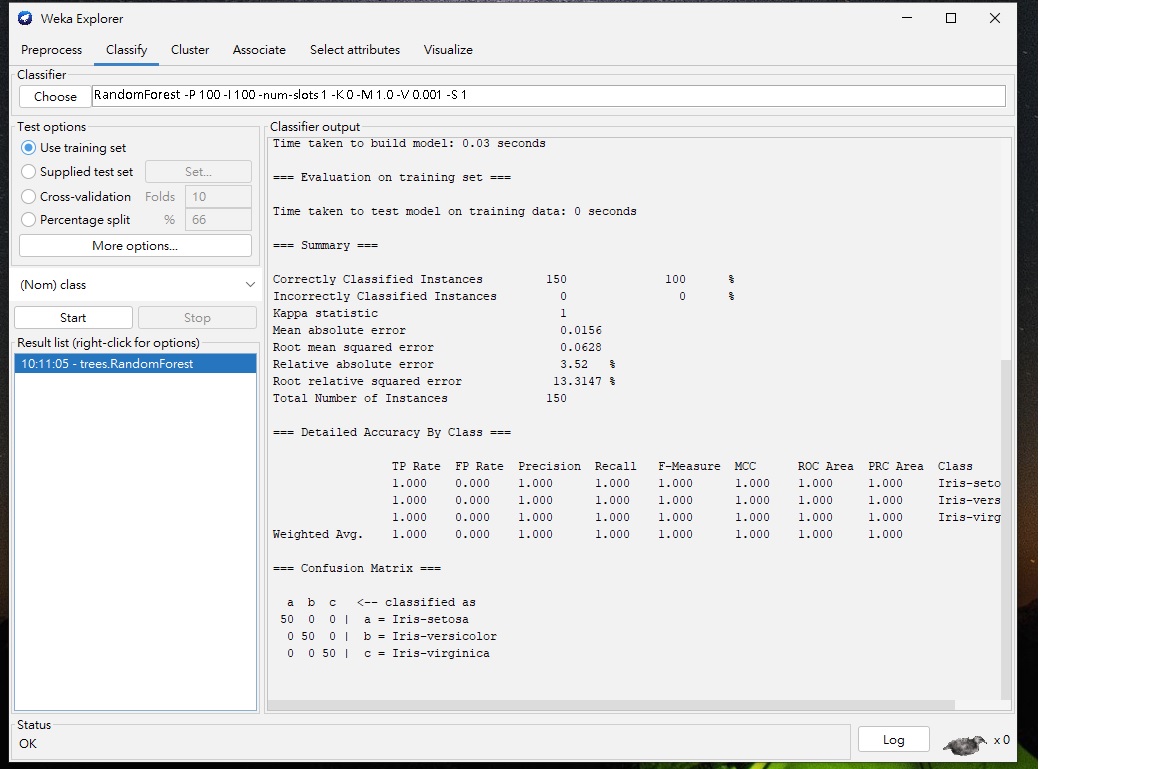 Weka Explorer
Preprocess Classify Cluster Associate Select attributes Visualize
Classifier
Choose RandomForest -P 100 -I 100 -num-slots 1 -K 0 -M 1.0 -V 0.001 -S 1
Test options
Use training set
Supplied test set Set...
Cross-validation Folds 10
Percentage split % 66
More options...
(Nom) class
Start Stop
Result list (right-click for options)
10:11:05 - trees.RandomForest
Classifier output
Time taken to build model: 0.03 seconds
=== Evaluation on training set ===
Time taken to test model on training data: 0 seconds
=== Summary ===
Correctly Classified Instances 150 100 %
Incorrectly Classified Instances 0 0 %
Kappa statistic 1
Mean absolute error 0.0156
Root mean squared error 0.0628
Relative absolute error 3.52 %
Root relative squared error 13.3147 %
Total Number of Instances 150
=== Detailed Accuracy By Class ===
TP Rate FP Rate Precision Recall F-Measure MCC ROC Area PRC Area Class
1.000 0.000 1.000 1.000 1.000 1.000 1.000 1.000 Iris-seto
1.000 0.000 1.000 1.000 1.000 1.000 1.000 1.000 Iris-vers
1.000 0.000 1.000 1.000 1.000 1.000 1.000 1.000 Iris-virg
Weighted Avg. 1.000 0.000 1.000 1.000 1.000 1.000 1.000 1.000
=== Confusion Matrix ===
a b c <-- classified as
50 0 0 | a = Iris-setosa
0 50 0 | b = Iris-versicolor
0 0 50 | c = Iris-virginica
Status
OK
Log x 0